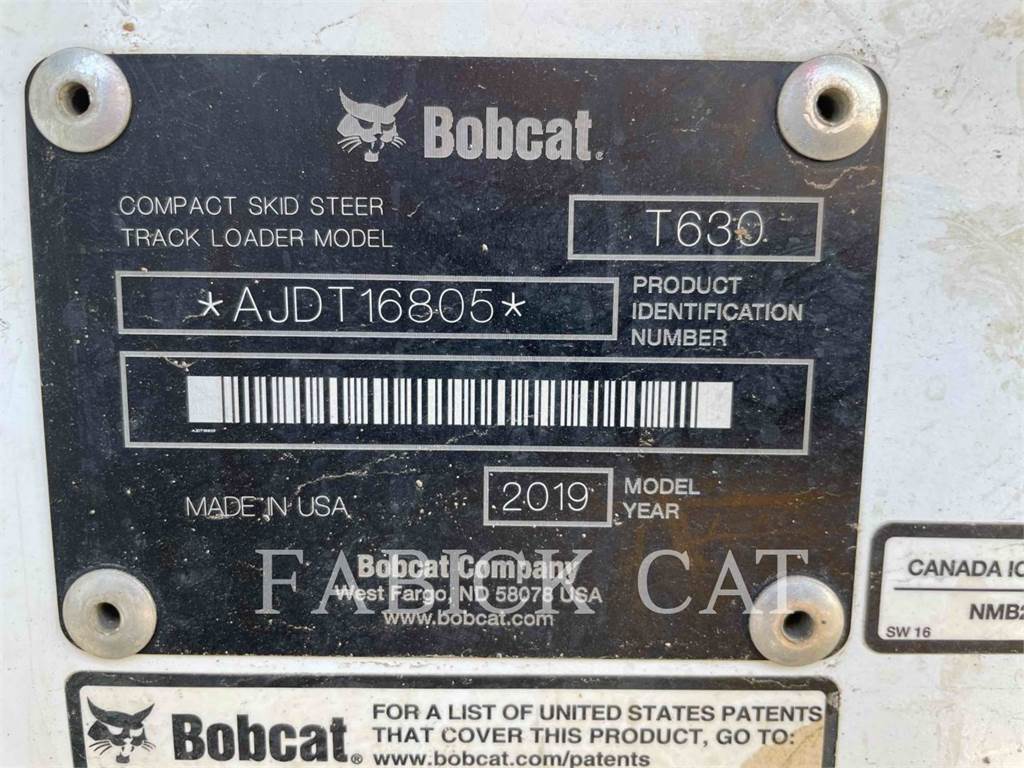 Bobcat.
COMPACT SKID STEER
TRACK LOADER MODEL
T630
*AJDT16805*
PRODUCT
IDENTIFICATION
NUMBER
AJDT16805
MADE IN USA
2019
MODEL
YEAR
FABICK CAT
Bobcat Company
West Fargo, ND 58078 USA
www.bobcat.com
CANADA IC
NMB2
SW 16
Bobcat.
FOR A LIST OF UNITED STATES PATENTS
THAT COVER THIS PRODUCT, GO TO:
www.bobcat.com/patents